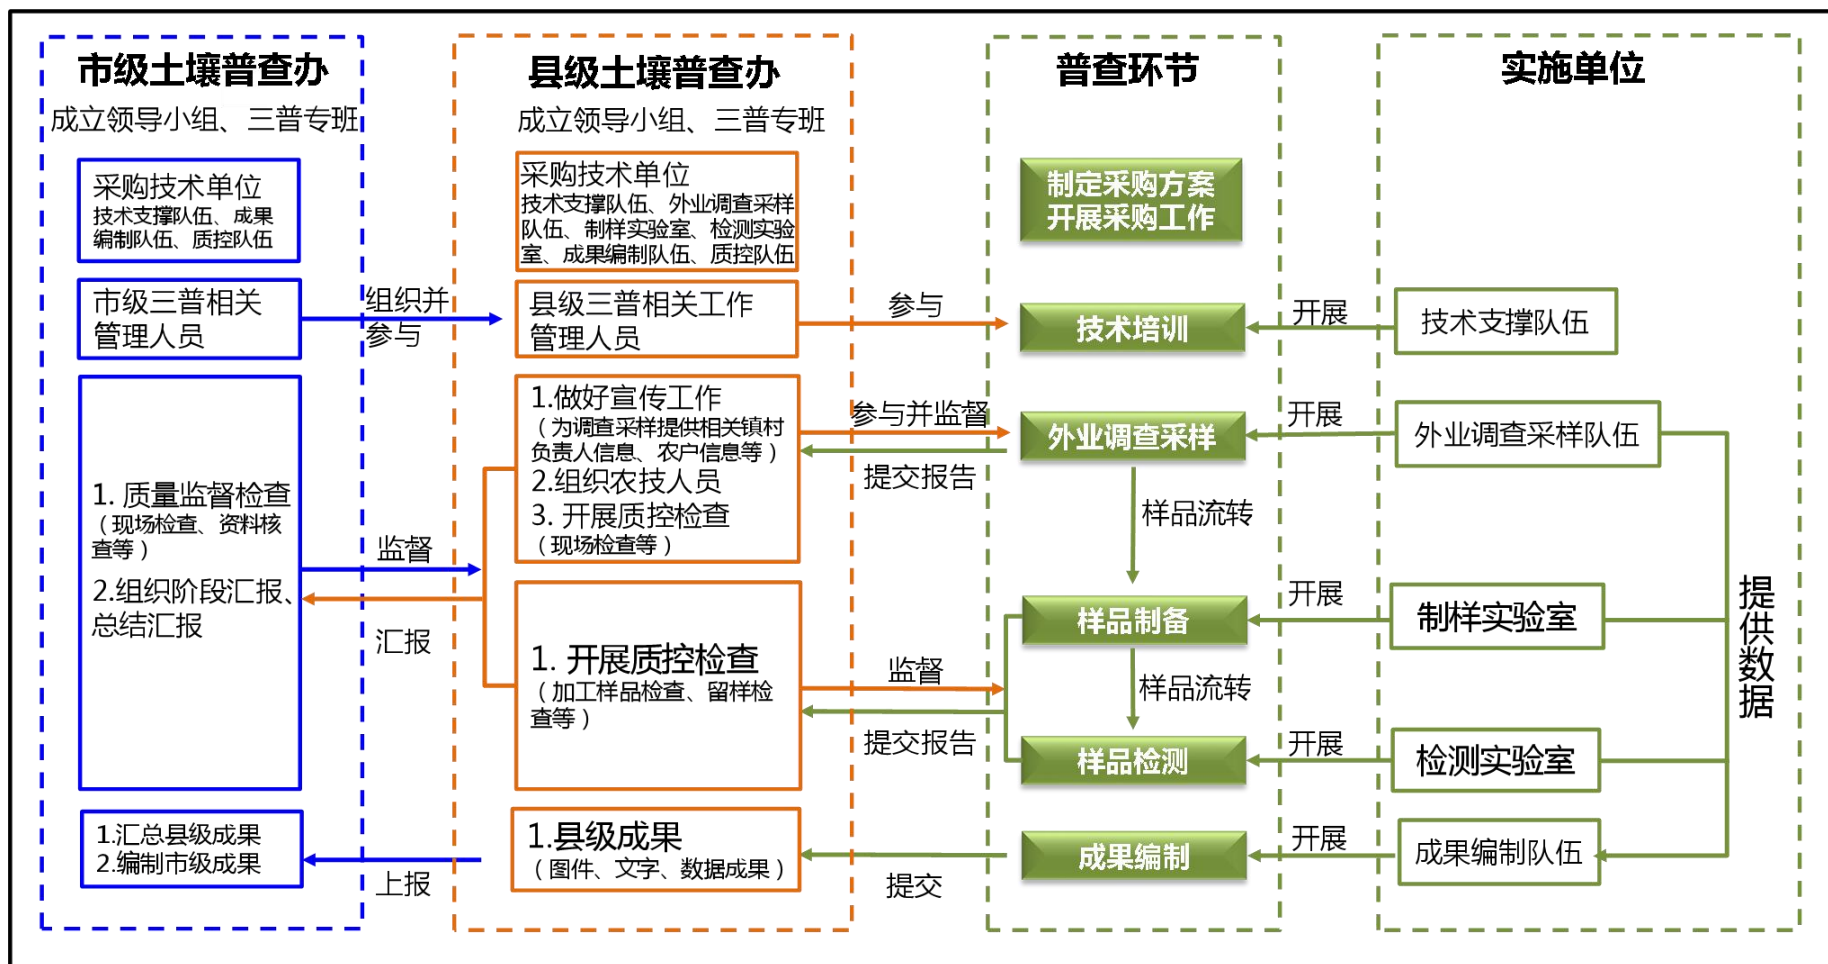 市级土壤普查办
成立领导小组、三普专班
采购技术单位
技术支撑队伍、成果
编制队伍、质控队伍
市级三普相关
管理人员
1. 质量监督检查
（现场检查、资料核
查等）
2.组织阶段汇报、
总结汇报
1.汇总县级成果
2.编制市级成果
组织并
参与
监督
汇报
上报
县级土壤普查办
成立领导小组、三普专班
采购技术单位
技术支撑队伍、外业调查采样
队伍、制样实验室、检测实验
室、成果编制队伍、质控队伍
县级三普相关工作
管理人员
1.做好宣传工作
（为调查采样提供相关镇村
负责人信息、农户信息等）
2.组织农技人员
3. 开展质控检查
（现场检查等）
1. 开展质控检查
（加工样品检查、留样检
查等）
1.县级成果
（图件、文字、数据成果）
参与
参与并监督
提交报告
监督
提交报告
提交
普查环节
制定采购方案
开展采购工作
技术培训
外业调查采样
样品流转
样品制备
样品流转
样品检测
成果编制
开展
开展
开展
开展
开展
实施单位
技术支撑队伍
外业调查采样队伍
制样实验室
检测实验室
成果编制队伍
提供数据